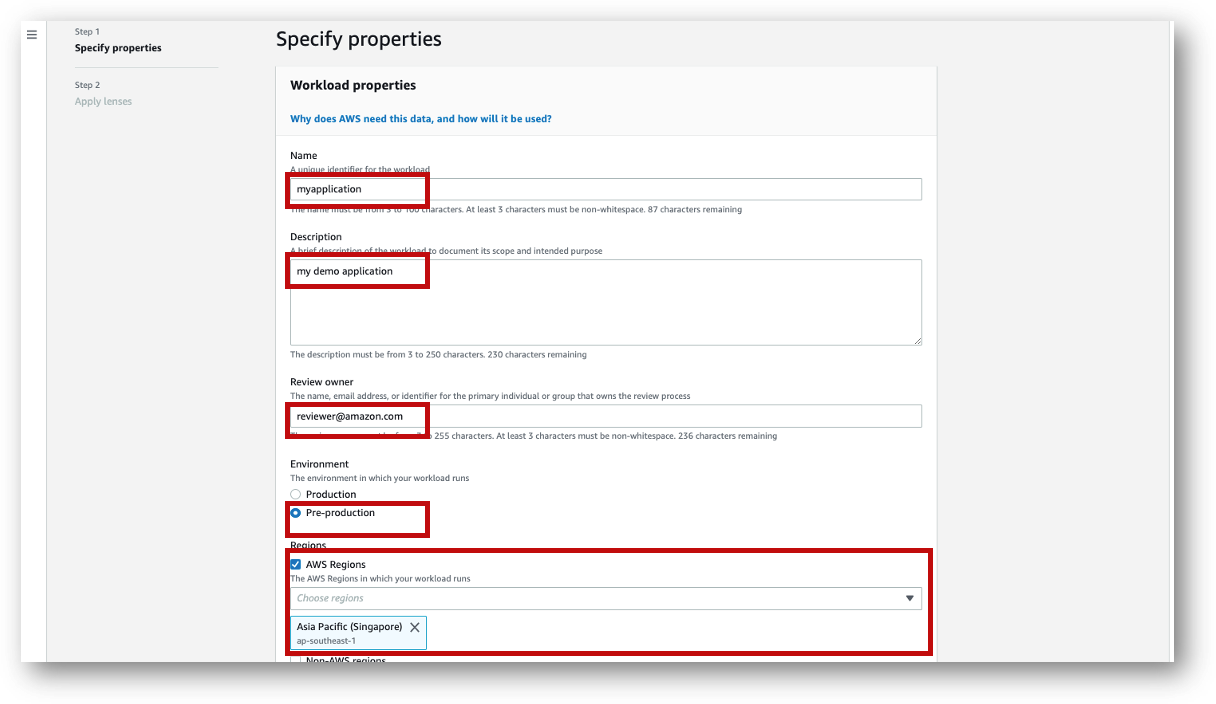 Step 1
Specify properties
Step 2
Apply lenses
Specify properties
Workload properties
Why does AWS need this data, and how will it be used?
Name
A unique identifier for the workload
myapplication
The name must be from 3 to 100 characters. At least 3 characters must be non-whitespace. 87 characters remaining
Description
A brief description of the workload to document its scope and intended purpose
my demo application
The description must be from 3 to 250 characters. 230 characters remaining
Review owner
The name, email address, or identifier for the primary individual or group that owns the review process
reviewer@amazon.com
255 characters. At least 3 characters must be non-whitespace. 236 characters remaining
Environment
The environment in which your workload runs
Production
Pre-production
Regions
AWS Regions
The AWS Regions in which your workload runs
Choose regions
Asia Pacific (Singapore)
ap-southeast-1
Non-AWS regions